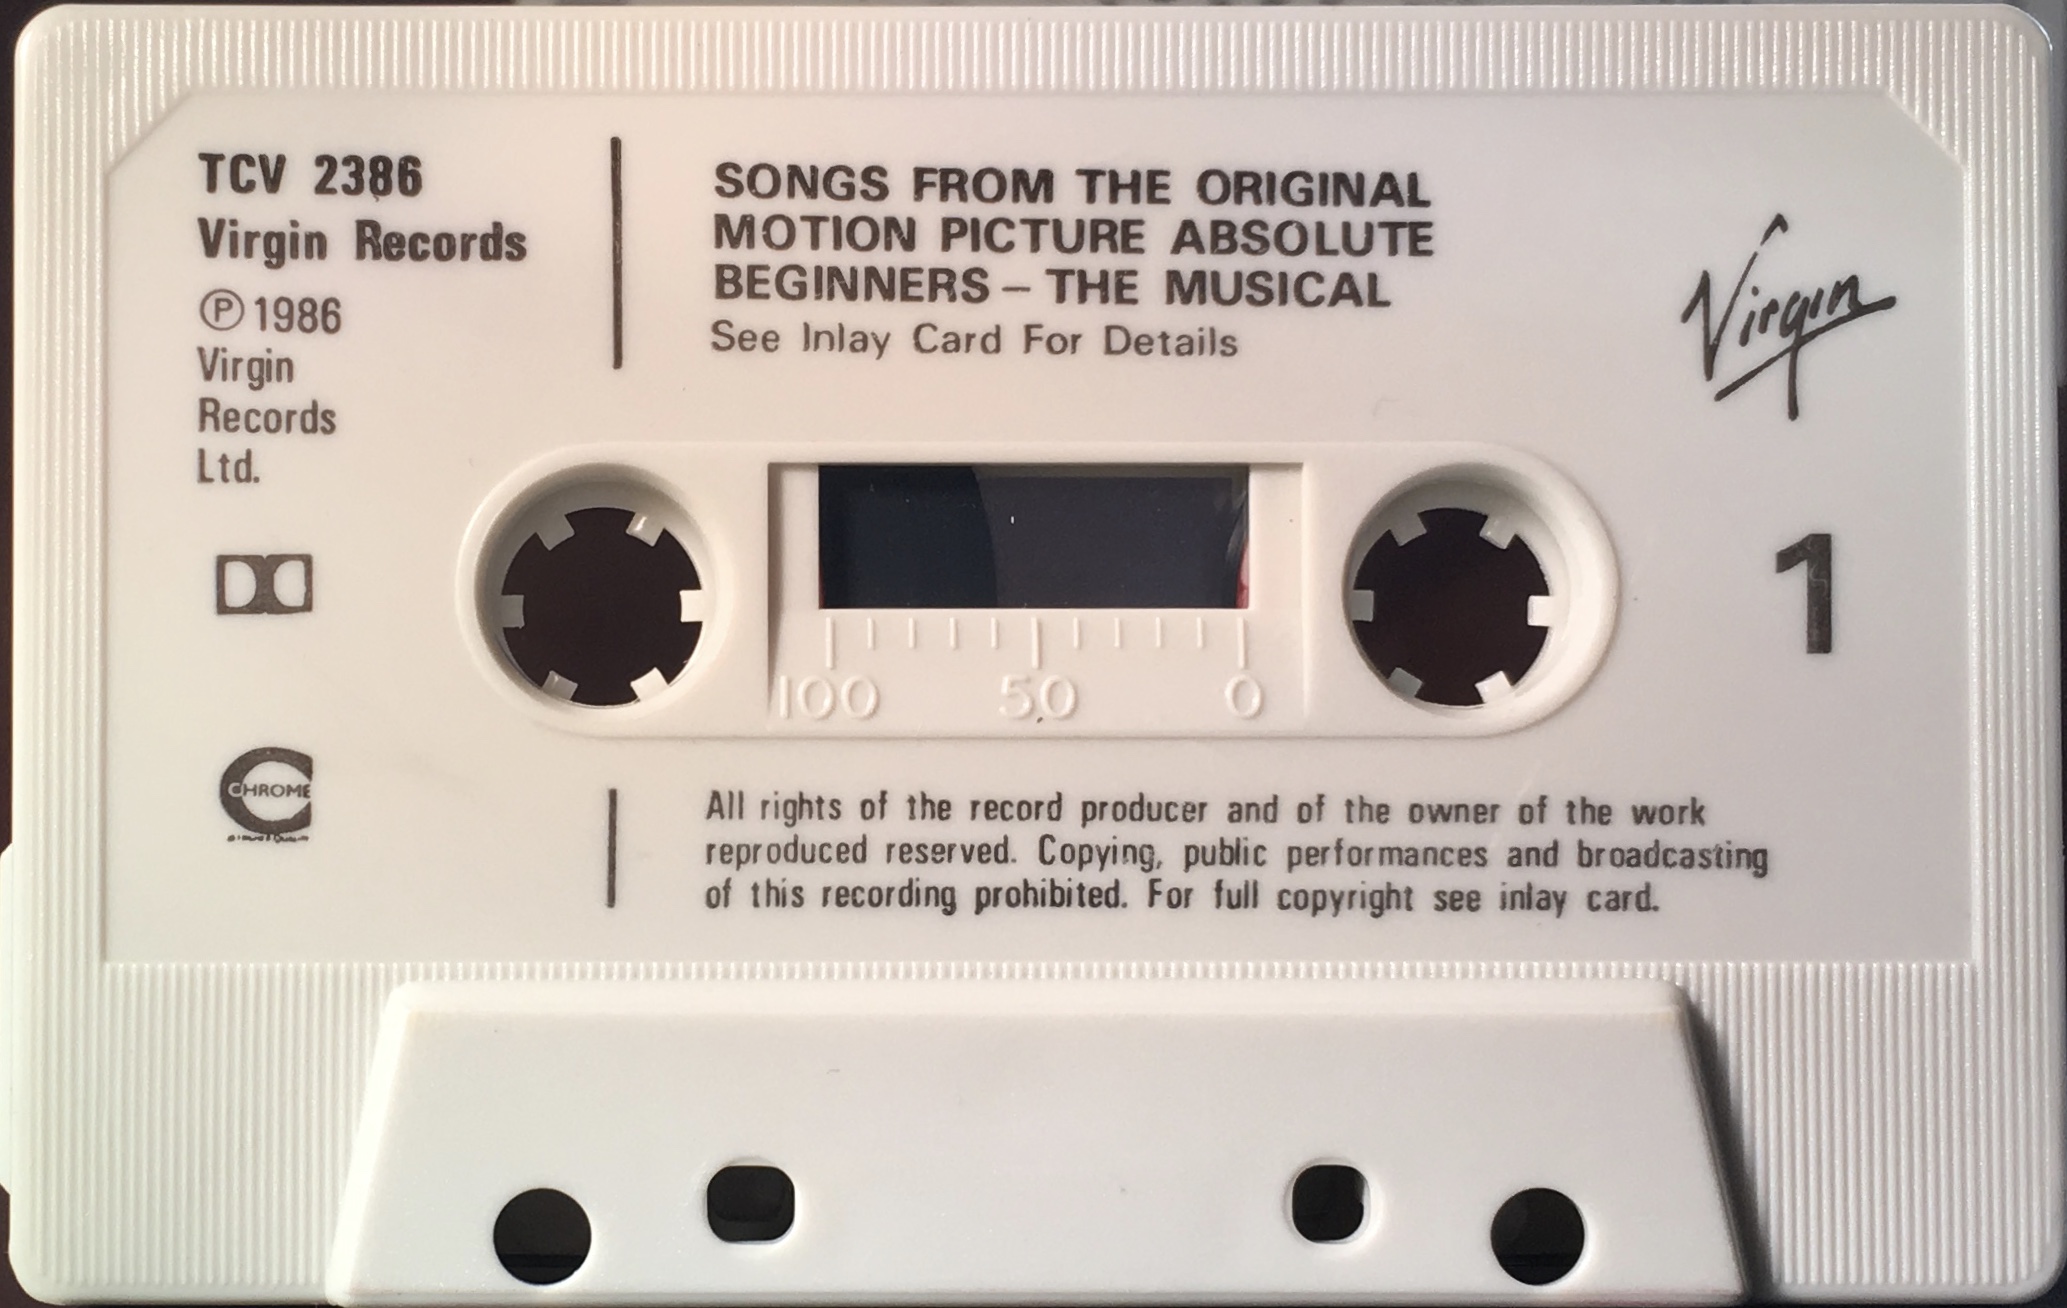 TCV 2386
Virgin Records
Ⓟ1986
Virgin
Records
Ltd.
SONGS FROM THE ORIGINAL
MOTION PICTURE ABSOLUTE
BEGINNERS – THE MUSICAL
See Inlay Card For Details
Virgin
1
100 50 0
CHROME
All rights of the record producer and of the owner of the work
reproduced reserved. Copying, public performances and broadcasting
of this recording prohibited. For full copyright see inlay card.